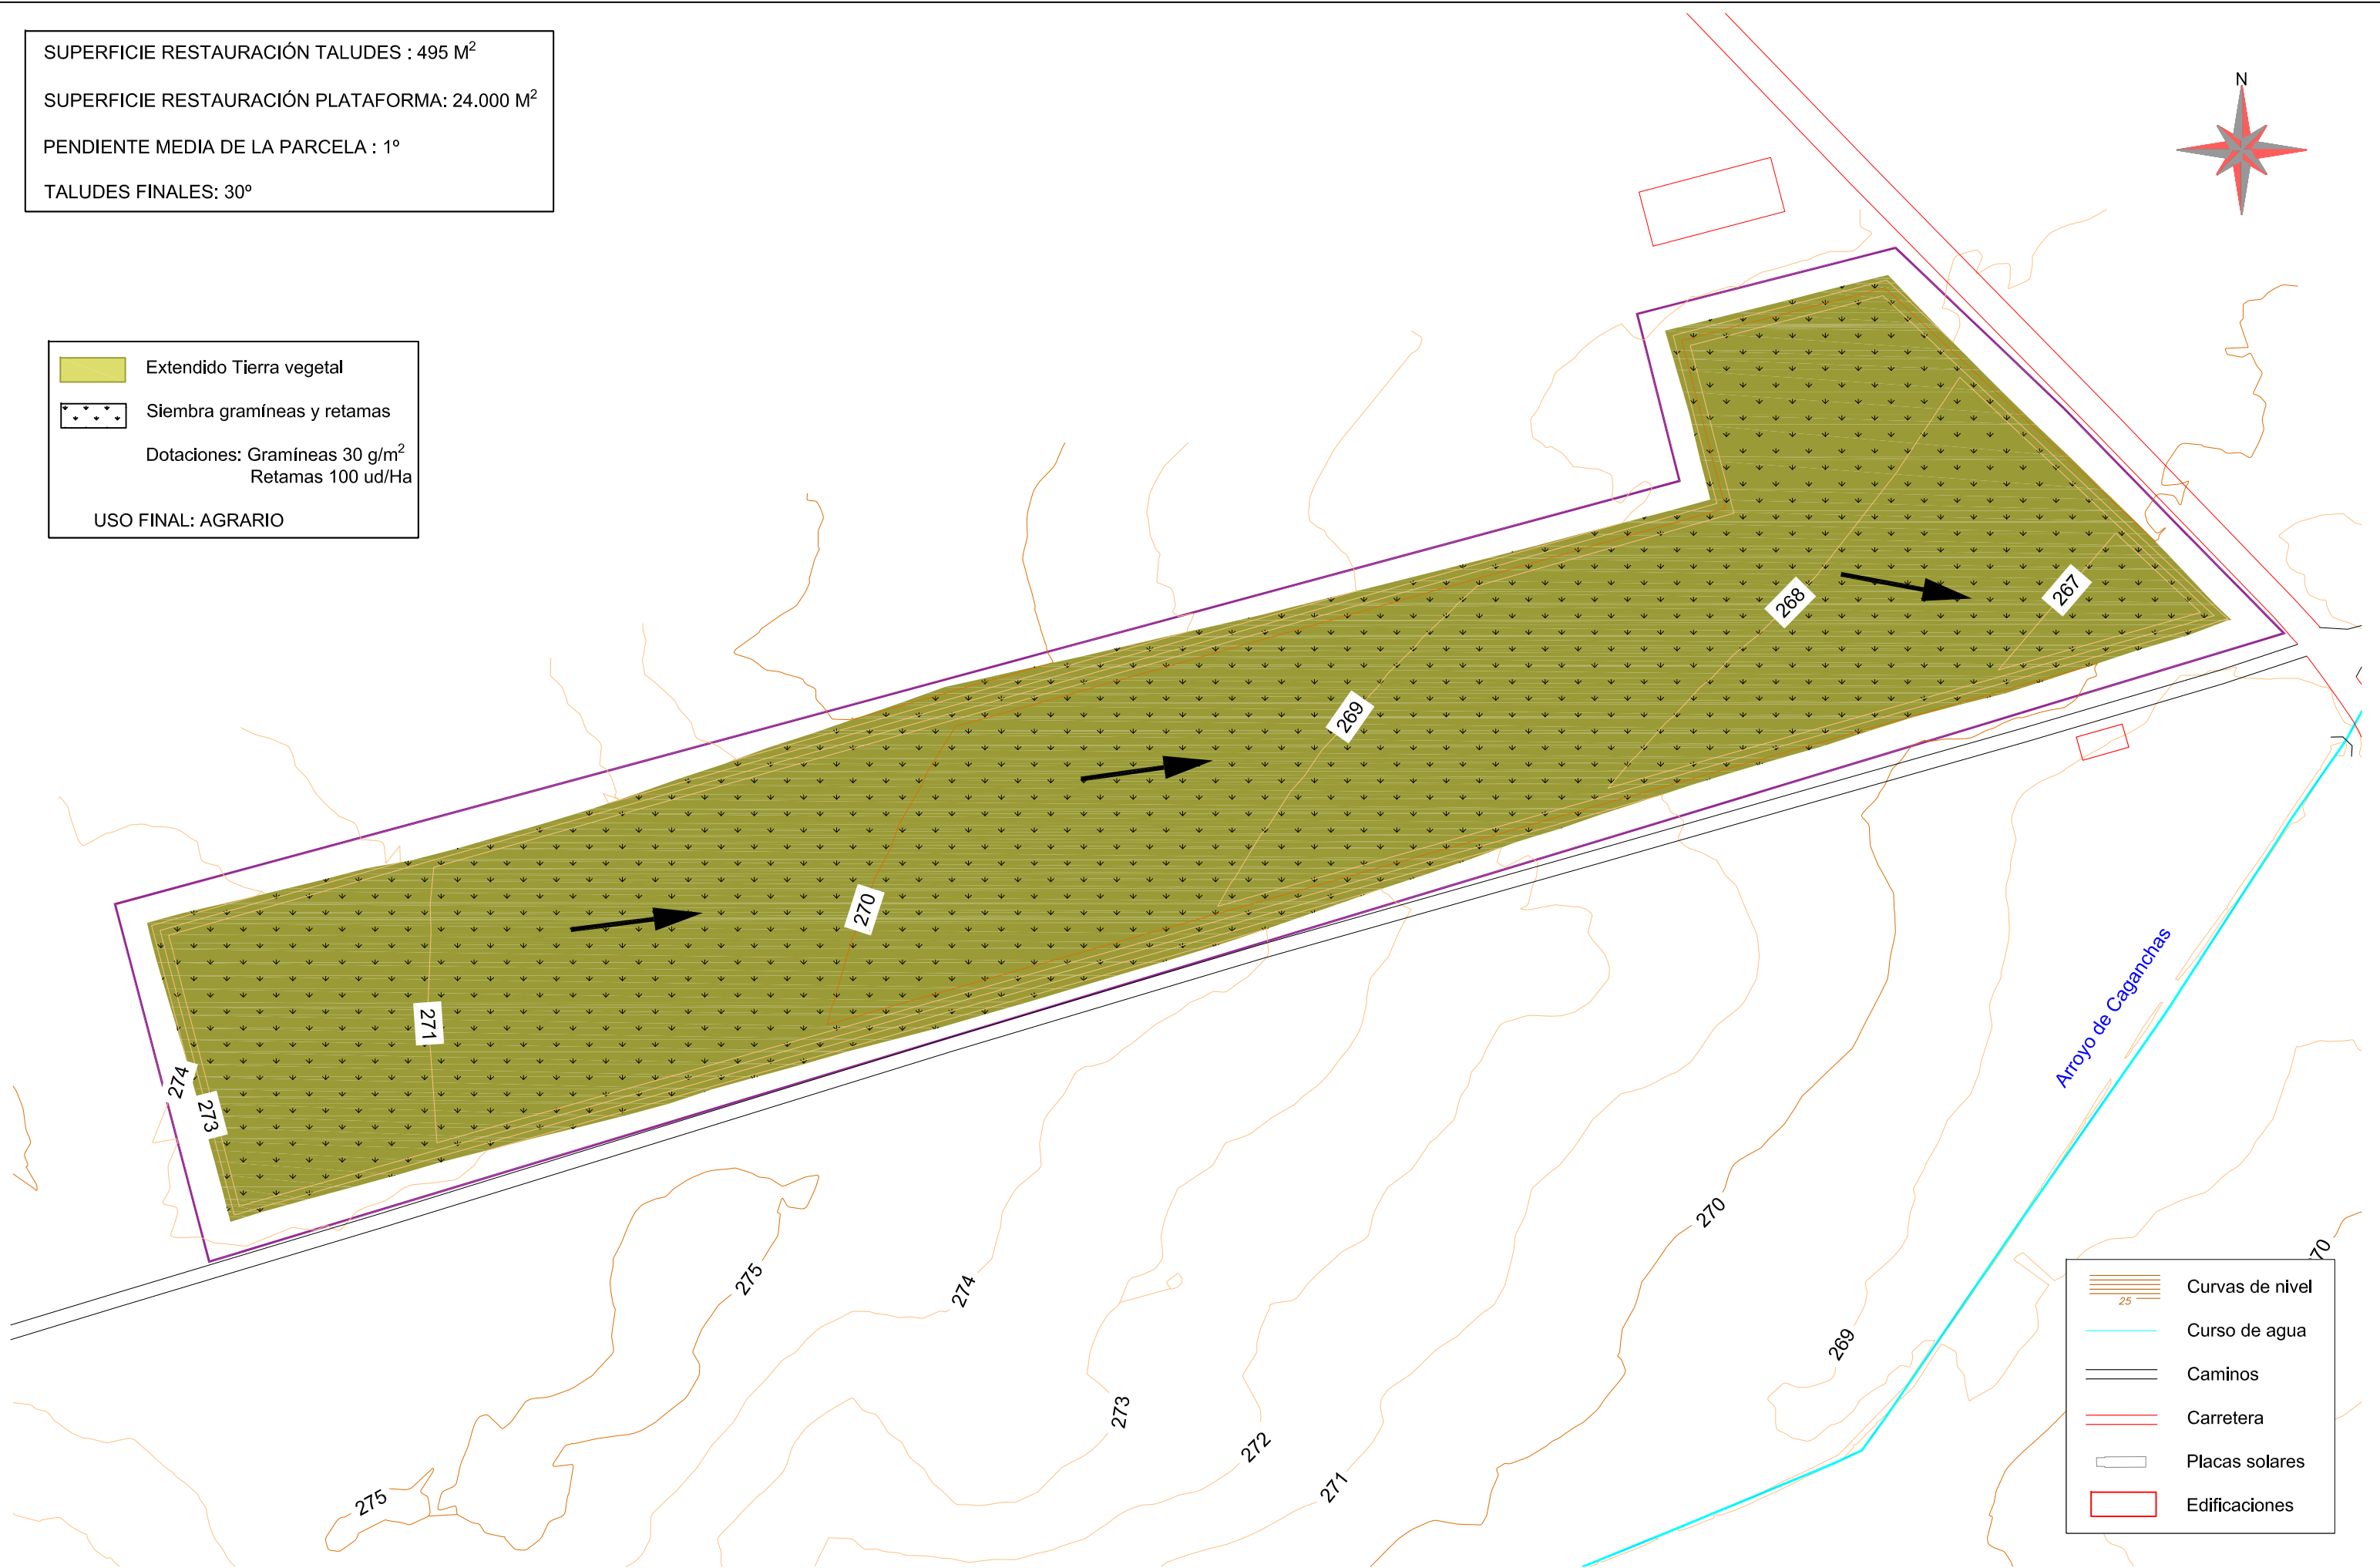 SUPERFICIE RESTAURACIÓN TALUDES : 495 M²
SUPERFICIE RESTAURACIÓN PLATAFORMA: 24.000 M²
PENDIENTE MEDIA DE LA PARCELA : 1º
TALUDES FINALES: 30º
N
Extendido Tierra vegetal
Siembra gramíneas y retamas
Dotaciones: Gramíneas 30 g/m²
Retamas 100 ud/Ha
USO FINAL: AGRARIO
267
268
269
270
271
274
273
Arroyo de Caganchas
270
275
274
273
269
272
271
275
70
Curvas de nivel
25
Curso de agua
Caminos
Carretera
Placas solares
Edificaciones